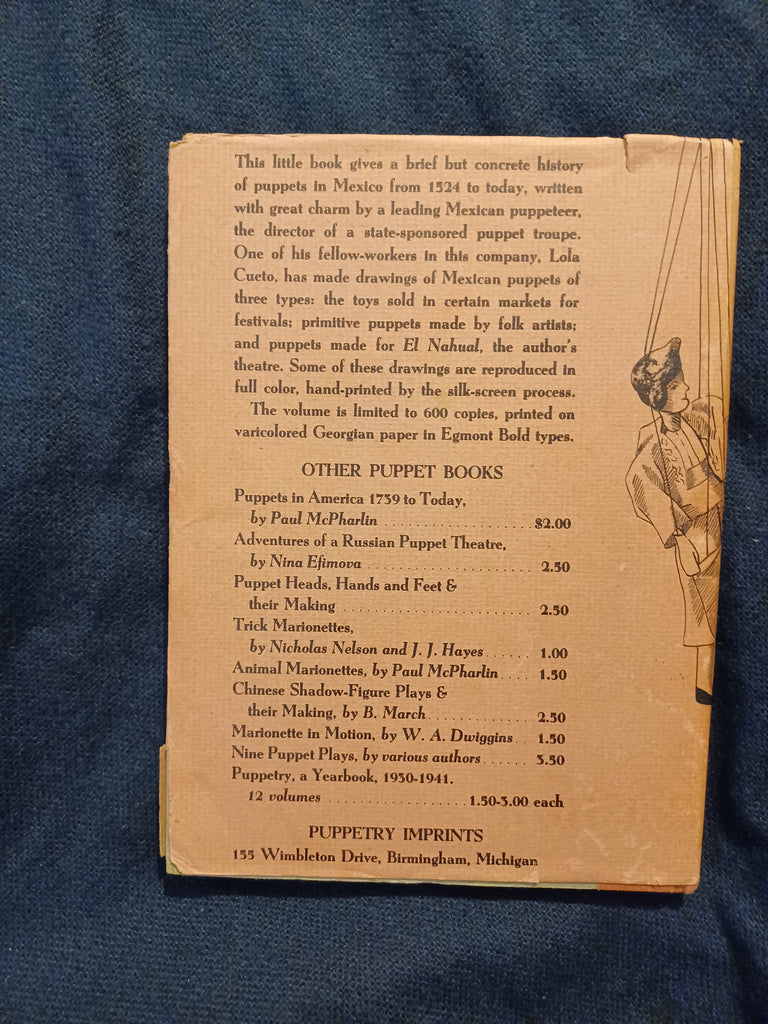 This little book gives a brief but concrete history
of puppets in Mexico from 1524 to today, written
with great charm by a leading Mexican puppeteer,
the director of a state-sponsored puppet troupe.
One of his fellow-workers in this company, Lola
Cueto, has made drawings of Mexican puppets of
three types: the toys sold in certain markets for
festivals; primitive puppets made by folk artists;
and puppets made for El Nahual, the author's
theatre. Some of these drawings are reproduced in
full color, hand-printed by the silk-screen process.
The volume is limited to 600 copies, printed on
varicolored Georgian paper in Egmont Bold types.
OTHER PUPPET BOOKS
Puppets in America 1739 to Today,
by Paul McPharlin . . . . . . . . . . . . . . . . . . $2.00
Adventures of a Russian Puppet Theatre,
by Nina Efimova . . . . . . . . . . . . . . . . . . . . 2.50
Puppet Heads, Hands and Feet &
their Making . . . . . . . . . . . . . . . . . . . . . . . 2.50
Trick Marionettes,
by Nicholas Nelson and J. J. Hayes . . . . . . 1.00
Animal Marionettes, by Paul McPharlin . . . . 1.50
Chinese Shadow-Figure Plays &
their Making, by B. March . . . . . . . . . . . . 2.50
Marionette in Motion, by W. A. Dwiggins . . 1.50
Nine Puppet Plays, by various authors . . . . . . 3.50
Puppetry, a Yearbook, 1930-1941.
12 volumes . . . . . . . . . . . . . . . . . . 1.50-3.00 each
PUPPETRY IMPRINTS
155 Wimbleton Drive, Birmingham, Michigan